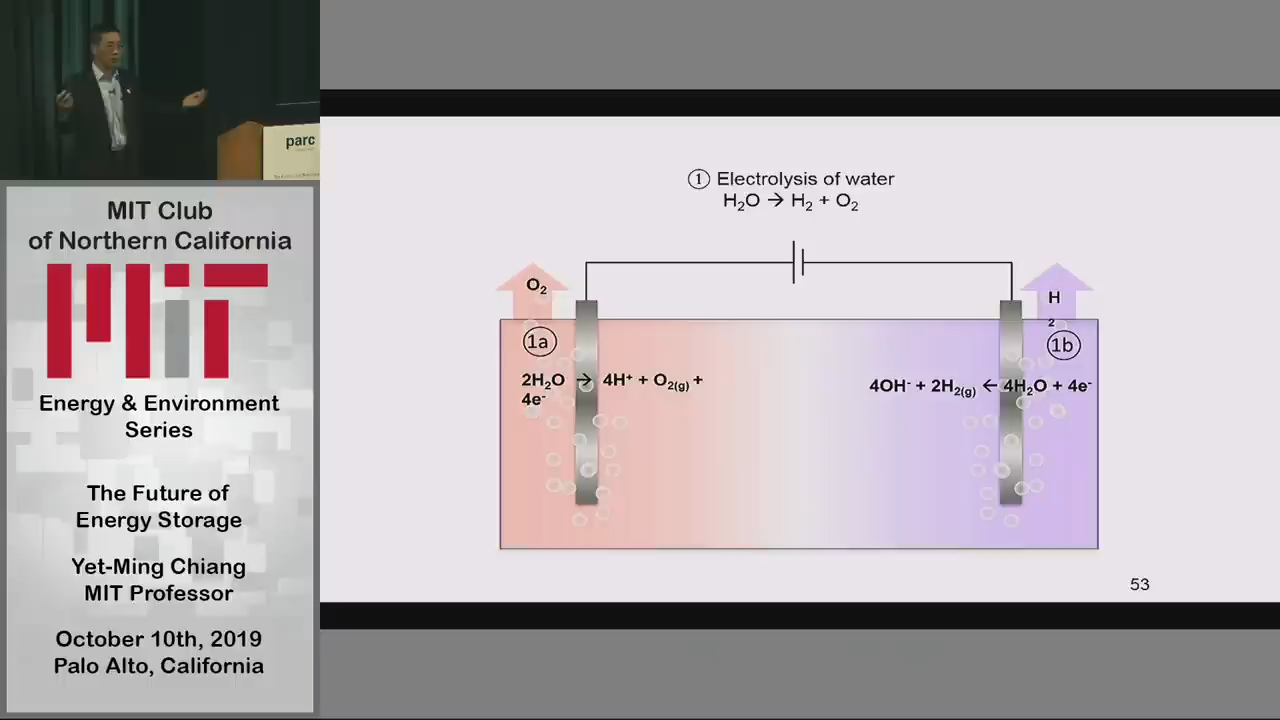 parc
MIT Club
of Northern California
MIT
Energy & Environment
Series
The Future of
Energy Storage
Yet-Ming Chiang
MIT Professor
October 10th, 2019
Palo Alto, California
① Electrolysis of water
H₂O → H₂ + O₂
O₂
1a
2H₂O → 4H⁺ + O₂(g) +
4e⁻
H
2
1b
4OH⁻ + 2H₂(g) ← 4H₂O + 4e⁻
53